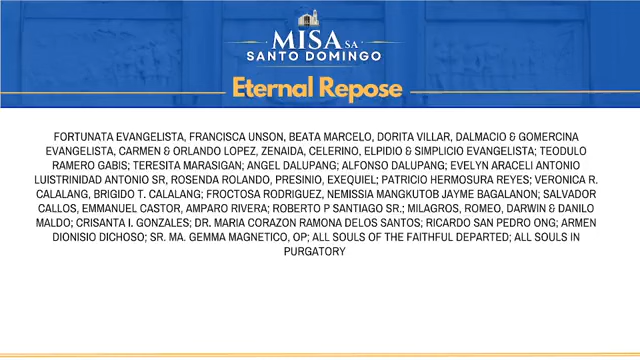 MISA SA
SANTO DOMINGO
Eternal Repose
FORTUNATA EVANGELISTA, FRANCISCA UNSON, BEATA MARCELO, DORITA VILLAR, DALMACIO & GOMERCINA
EVANGELISTA, CARMEN & ORLANDO LOPEZ, ZENAIDA, CELERINO, ELPIDIO & SIMPLICIO EVANGELISTA; TEODULO
RAMERO GABIS; TERESITA MARASIGAN; ANGEL DALUPANG; ALFONSO DALUPANG; EVELYN ARACELI ANTONIO
LUISTRINIDAT ANTONIO SR, ROSENDA ROLANDO, PRESINIO, EXEQUIEL; PATRICIO HERMOSURA REYES; VERONICA R.
CALALANG, BRIGIDO T. CALALANG; FROCTOSA RODRIGUEZ, NEMISSIA MANGKUTOB JAYME BAGALANON; SALVADOR
CALLOS, EMMANUEL CASTOR, AMPARO RIVERA; ROBERTO P SANTIAGO SR.; MILAGROS, ROMEO, DARWIN & DANILO
MALDO; CRISANTA I. GONZALES; DR. MARIA CORAZON RAMONA DELOS SANTOS; RICARDO SAN PEDRO ONG; ARMEN
DIONISIO DICHOSO; SR. MA. GEMMA MAGNETICO, OP; ALL SOULS OF THE FAITHFUL DEPARTED; ALL SOULS IN
PURGATORY